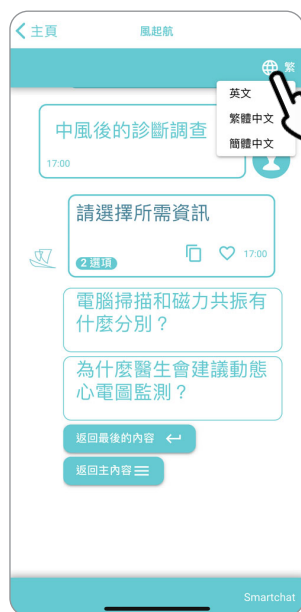 主頁
風起航
繁
英文
繁體中文
簡體中文
中風後的診斷調查
17:00
請選擇所需資訊
2 選項
17:00
電腦掃描和磁力共振有
什麼分別？
為什麼醫生會建議動態
心電圖監測？
返回最後的內容
返回主內容
Smartchat